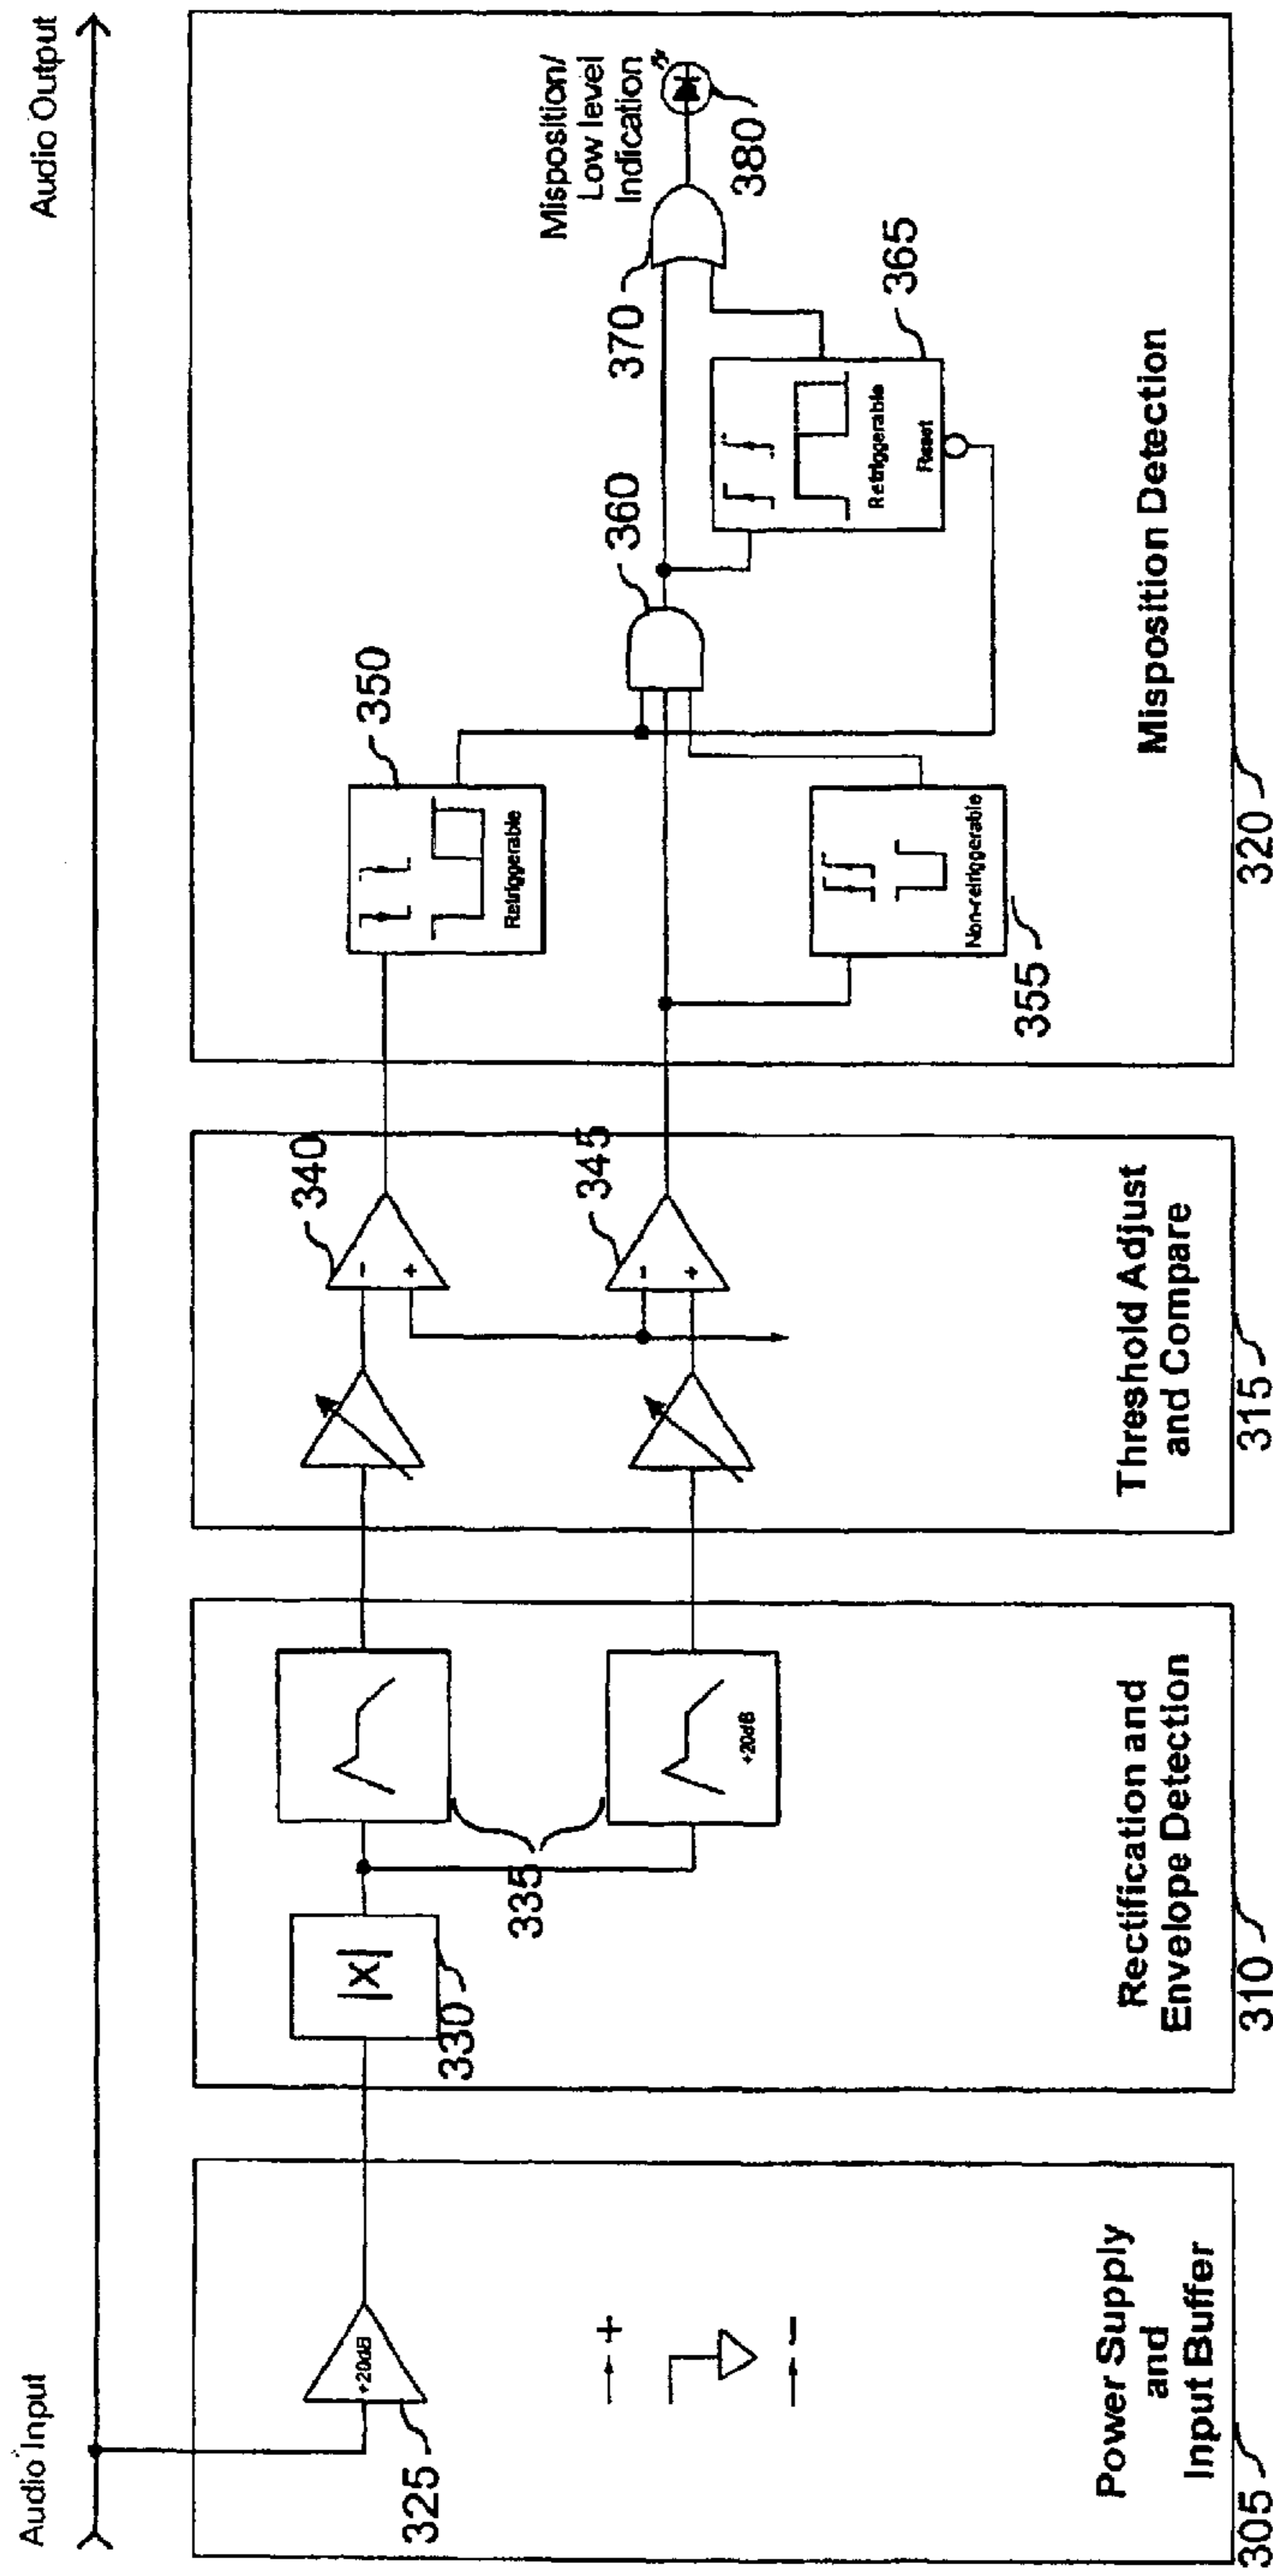 Audio Input
Audio Output
+20dB
325
+
-
Power Supply
and
Input Buffer
305
|X|
330
335
+20dB
Rectification and
Envelope Detection
310
340
-
+
345
-
+
Threshold Adjust
and Compare
315
350
Retriggerable
Non-retriggerable
355
360
Retriggerable
Reset
365
370
Misposition/
Low level
Indication
380
Misposition Detection
320